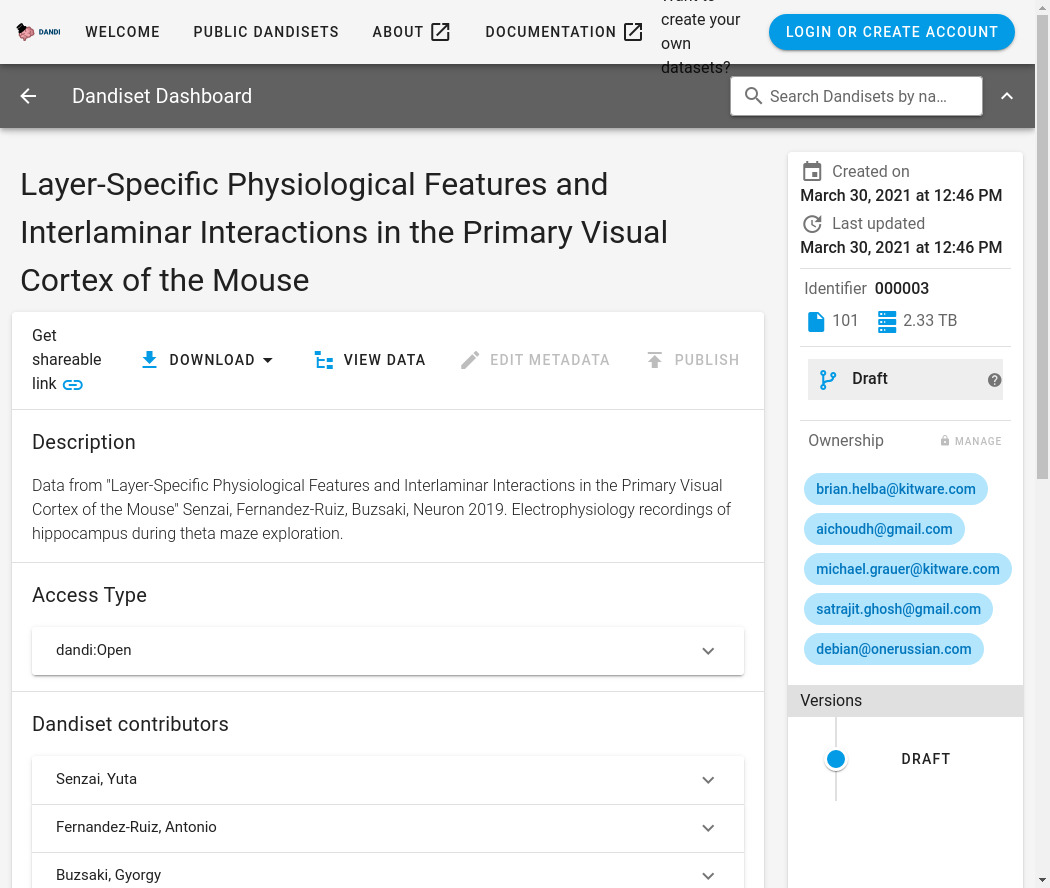 DANDI
WELCOME
PUBLIC DANDISETS
ABOUT
DOCUMENTATION
create your
own
datasets?
LOGIN OR CREATE ACCOUNT
Dandiset Dashboard
Search Dandisets by na…
Layer-Specific Physiological Features and
Interlaminar Interactions in the Primary Visual
Cortex of the Mouse
Get
shareable
link
DOWNLOAD
VIEW DATA
EDIT METADATA
PUBLISH
Description
Data from "Layer-Specific Physiological Features and Interlaminar Interactions in the Primary Visual
Cortex of the Mouse" Senzai, Fernandez-Ruiz, Buzsaki, Neuron 2019. Electrophysiology recordings of
hippocampus during theta maze exploration.
Access Type
dandi:Open
Dandiset contributors
Senzai, Yuta
Fernandez-Ruiz, Antonio
Buzsaki, Gyorgy
Created on
March 30, 2021 at 12:46 PM
Last updated
March 30, 2021 at 12:46 PM
Identifier 000003
101
2.33 TB
Draft
Ownership
MANAGE
brian.helba@kitware.com
aichoudh@gmail.com
michael.grauer@kitware.com
satrajit.ghosh@gmail.com
debian@onerussian.com
Versions
DRAFT